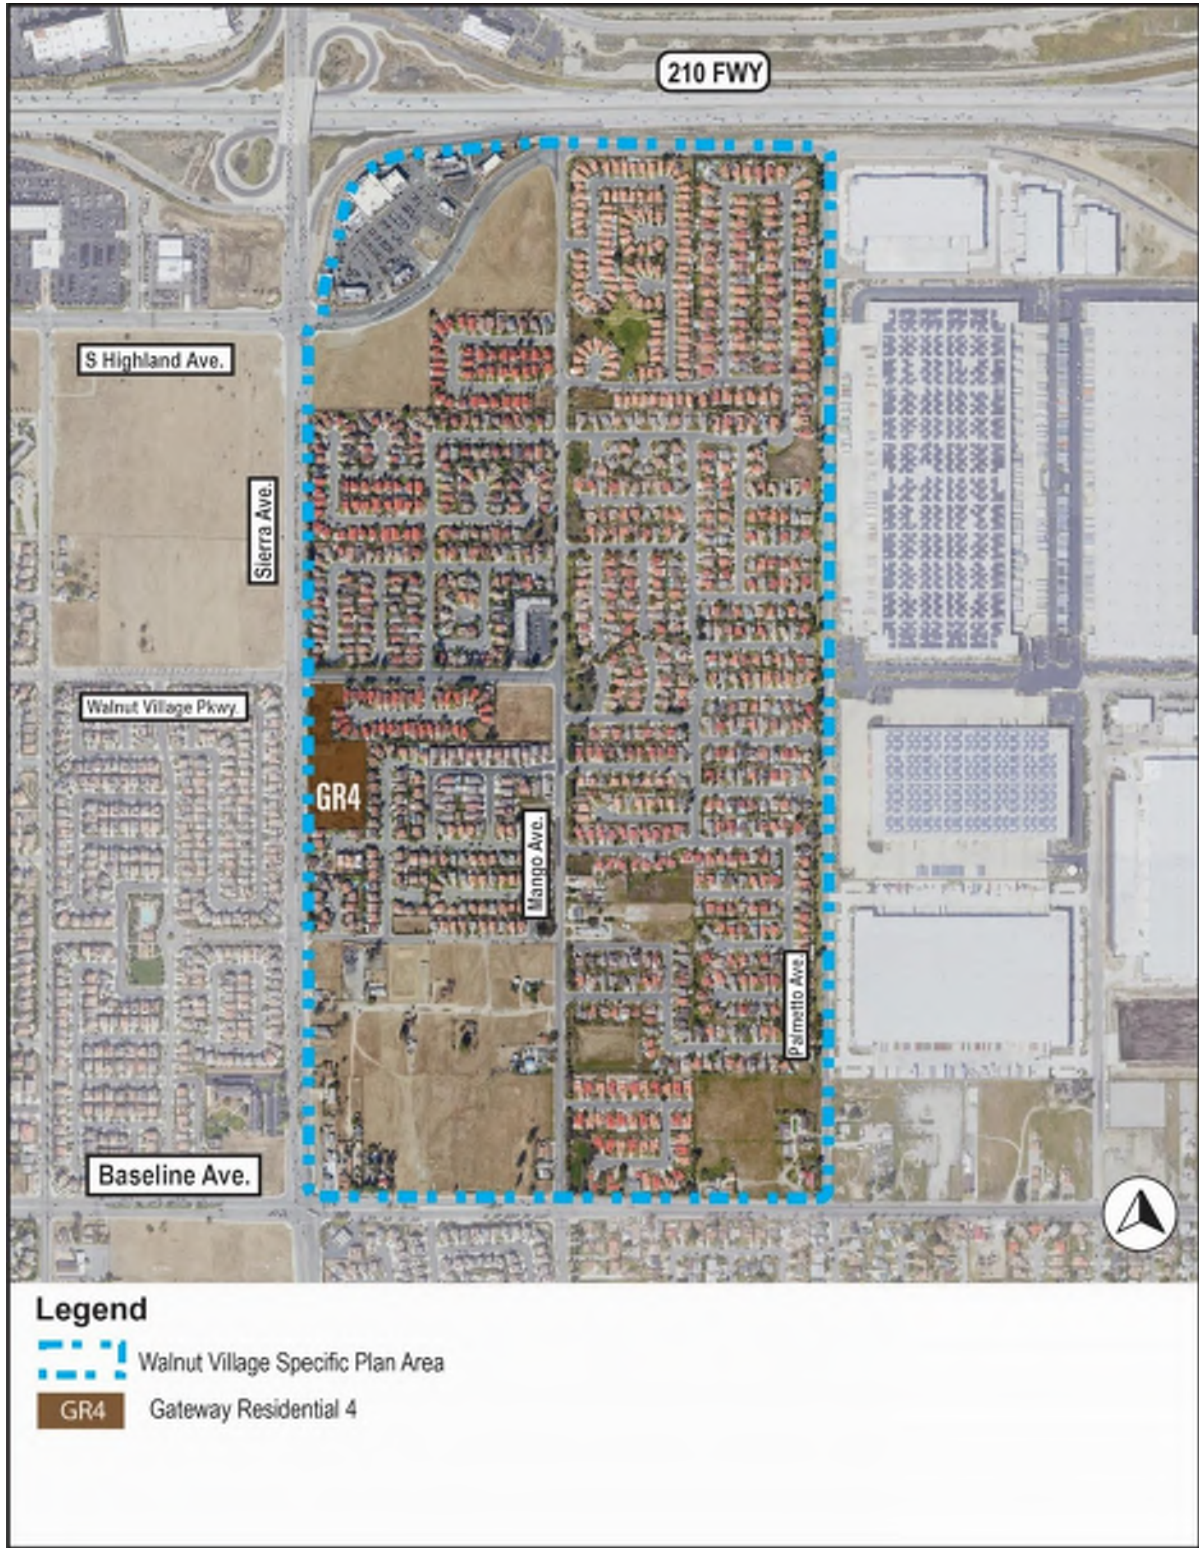 210 FWY
S Highland Ave.
Sierra Ave.
Walnut Village Pkwy.
GR4
Mango Ave.
Palmetto Ave.
Baseline Ave.
Legend
Walnut Village Specific Plan Area
GR4 Gateway Residential 4